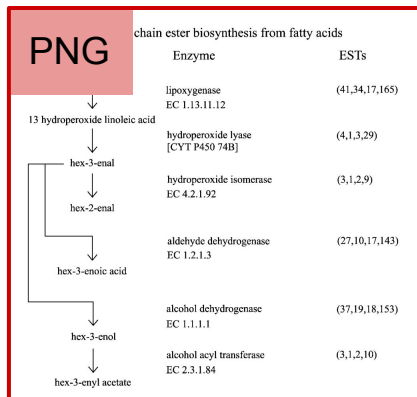 PNG
chain ester biosynthesis from fatty acids
Enzyme ESTs
lipoxygenase (41,34,17,165)
EC 1.13.11.12
13 hydroperoxide linoleic acid
hydroperoxide lyase (4,1,3,29)
[CYT P450 74B]
hex-3-enal
hydroperoxide isomerase (3,1,2,9)
EC 4.2.1.92
hex-2-enal
aldehyde dehydrogenase (27,10,17,143)
EC 1.2.1.3
hex-3-enoic acid
alcohol dehydrogenase (37,19,18,153)
EC 1.1.1.1
hex-3-enol
alcohol acyl transferase (3,1,2,10)
EC 2.3.1.84
hex-3-enyl acetate